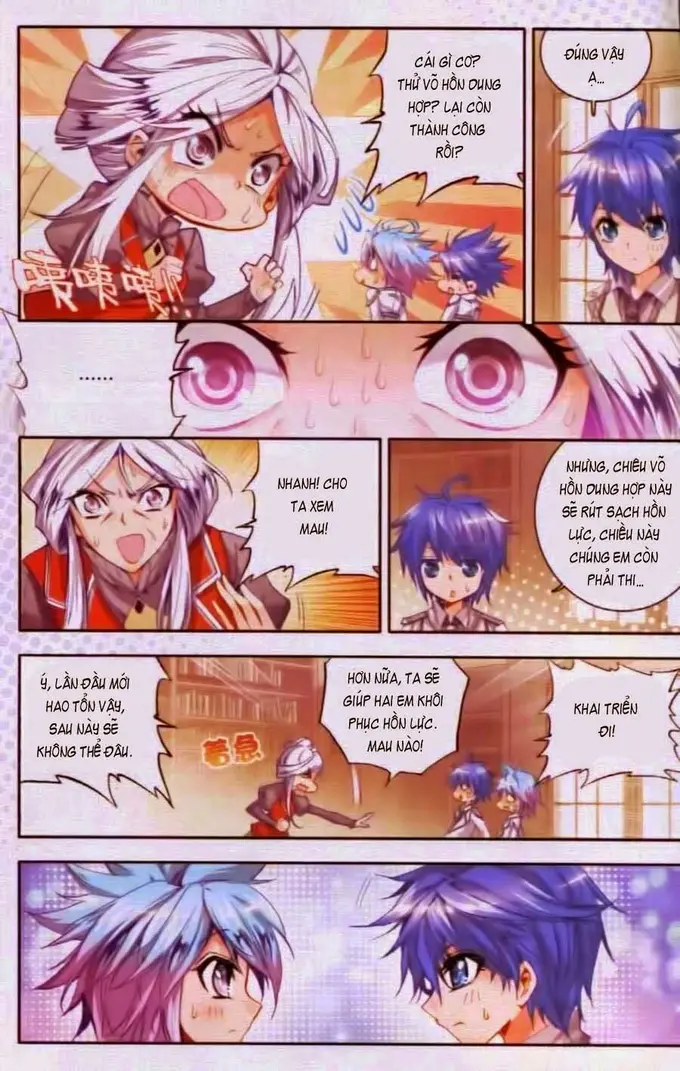 CÁI GÌ CƠ?
THỬ VÕ HỒN DUNG
HỢP? LẠI CÒN
THÀNH CÔNG
RỒI?
ĐÚNG VẬY
Ạ...
......
NHANH! CHO
TA XEM
MAU!
NHƯNG, CHIÊU VÕ
HỒN DUNG HỢP NÀY
SẼ RÚT SẠCH HỒN
LỰC, CHIỀU NÀY
CHÚNG EM CÒN
PHẢI THI...
Ý, LẦN ĐẦU MỚI
HAO TỔN VẬY,
SAU NÀY SẼ
KHÔNG THẾ ĐÂU.
着急
HƠN NỮA, TA SẼ
GIÚP HAI EM KHÔI
PHỤC HỒN LỰC.
MAU NÀO!
KHAI TRIỂN
ĐI!